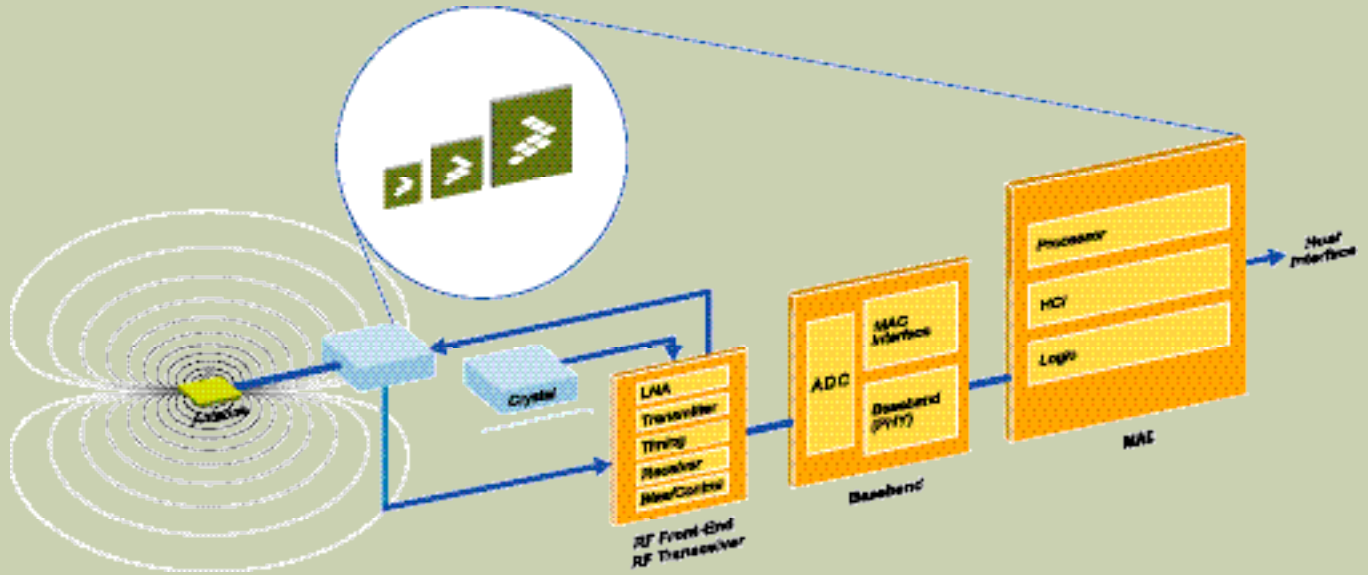 Antenna
Crystal
LNA
Transmitter
Timing
Receiver
Bias/Control
RF Front-End
RF Transceiver
ADC
MAC
Interface
Baseband
(PHY)
Baseband
Processor
HCI
Logic
MAC
Host
Interface